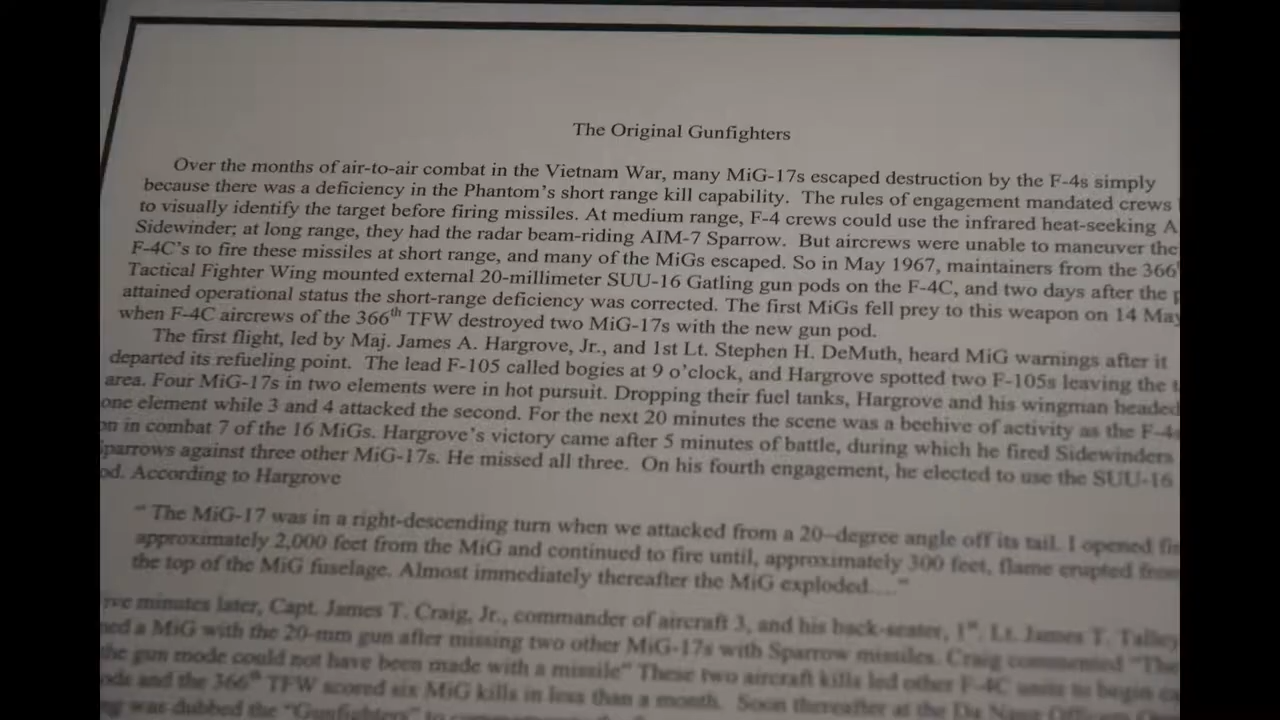 The Original Gunfighters
Over the months of air-to-air combat in the Vietnam War, many MiG-17s escaped destruction by the F-4s simply
because there was a deficiency in the Phantom's short range kill capability. The rules of engagement mandated crews
to visually identify the target before firing missiles. At medium range, F-4 crews could use the infrared heat-seeking A
Sidewinder; at long range, they had the radar beam-riding AIM-7 Sparrow. But aircrews were unable to maneuver the
F-4C's to fire these missiles at short range, and many of the MiGs escaped. So in May 1967, maintainers from the 366
Tactical Fighter Wing mounted external 20-millimeter SUU-16 Gatling gun pods on the F-4C, and two days after the p
attained operational status the short-range deficiency was corrected. The first MiGs fell prey to this weapon on 14 May
when F-4C aircrews of the 366th TFW destroyed two MiG-17s with the new gun pod.
The first flight, led by Maj. James A. Hargrove, Jr., and 1st Lt. Stephen H. DeMuth, heard MiG warnings after it
departed its refueling point. The lead F-105 called bogies at 9 o'clock, and Hargrove spotted two F-105s leaving the t
area. Four MiG-17s in two elements were in hot pursuit. Dropping their fuel tanks, Hargrove and his wingman headed
one element while 3 and 4 attacked the second. For the next 20 minutes the scene was a beehive of activity as the F-4s
on in combat 7 of the 16 MiGs. Hargrove's victory came after 5 minutes of battle, during which he fired Sidewinders
Sparrows against three other MiG-17s. He missed all three. On his fourth engagement, he elected to use the SUU-16
od. According to Hargrove
" The MiG-17 was in a right-descending turn when we attacked from a 20-degree angle off its tail. I opened fi
approximately 2,000 feet from the MiG and continued to fire until, approximately 300 feet, flame erupted from
the top of the MiG fuselage. Almost immediately thereafter the MiG exploded...."
ive minutes later, Capt. James T. Craig, Jr., commander of aircraft 3, and his back-seater, 1st. Lt. James T. Talley
ned a MiG with the 20-mm gun after missing two other MiG-17s with Sparrow missiles. Craig commented "The
the gun mode could not have been made with a missile" These two aircraft kills led other F-4C units to begin
ods and the 366th TFW scored six MiG kills in less than a month. Soon thereafter at the Da Nang Officers
ng was dubbed the "Gunfighters" to